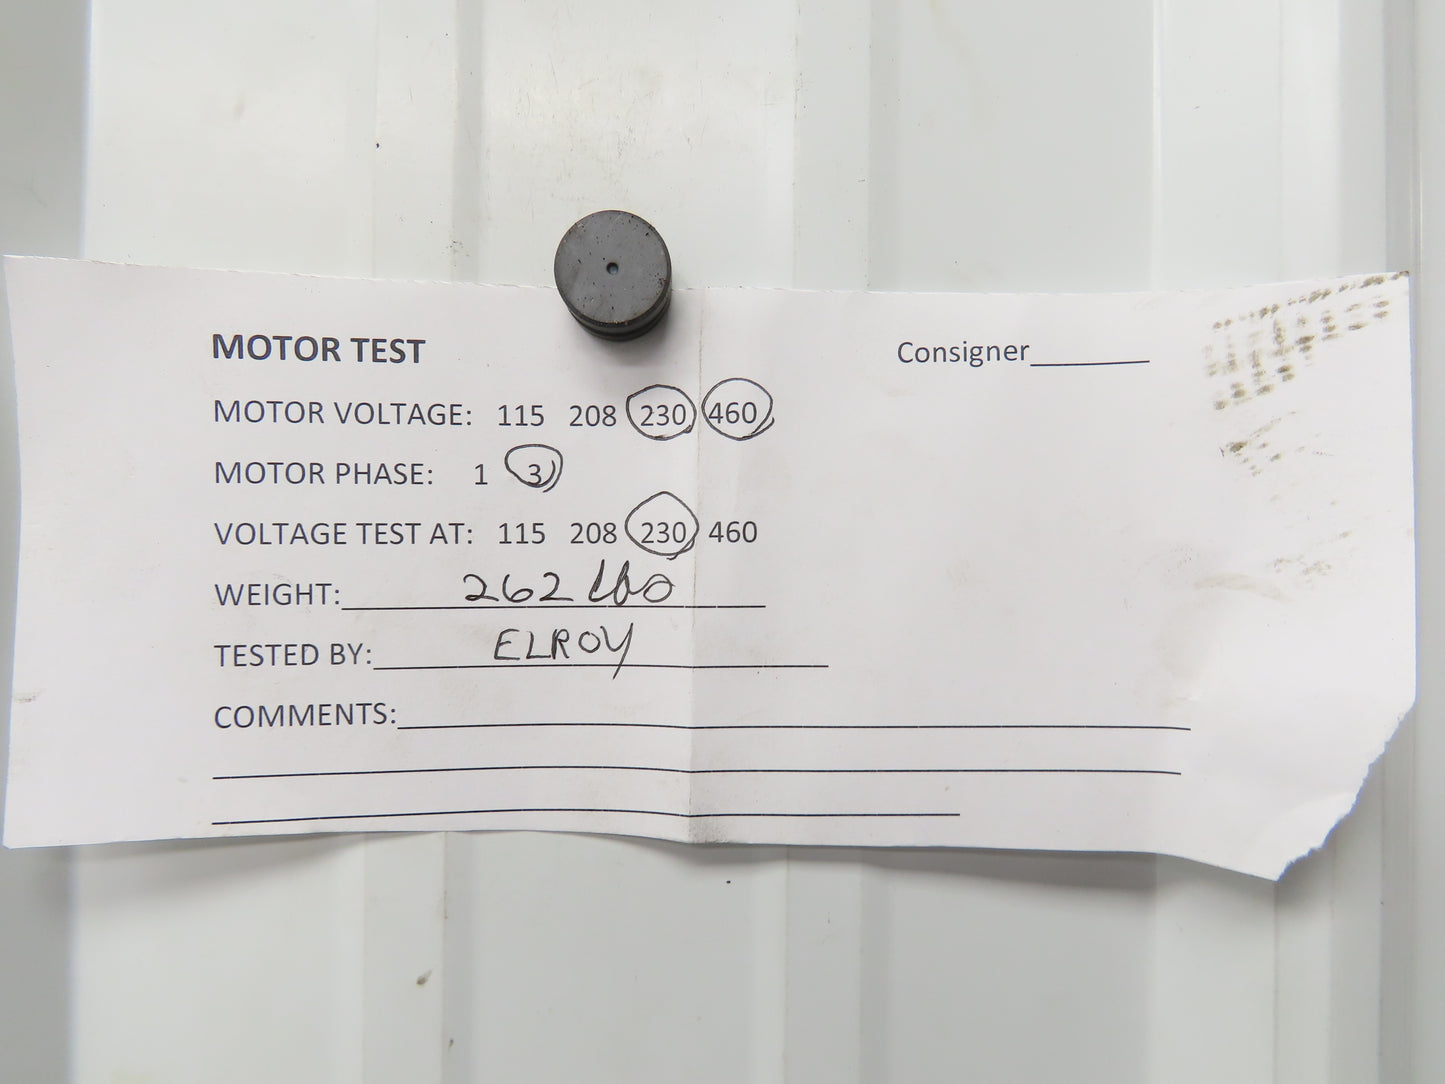 MOTOR TEST
Consigner________
MOTOR VOLTAGE: 115 208 230 460
MOTOR PHASE: 1 3
VOLTAGE TEST AT: 115 208 230 460
WEIGHT: 262 lbs
TESTED BY: ELROY
COMMENTS: